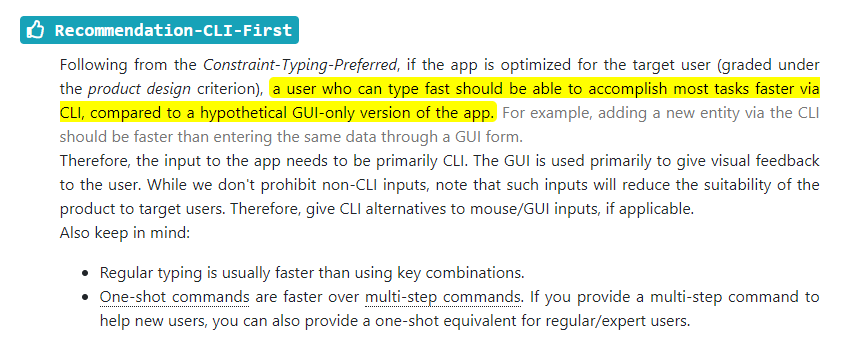 Recommendation-CLI-First
Following from the Constraint-Typing-Preferred, if the app is optimized for the target user (graded under
the product design criterion), a user who can type fast should be able to accomplish most tasks faster via
CLI, compared to a hypothetical GUI-only version of the app. For example, adding a new entity via the CLI
should be faster than entering the same data through a GUI form.
Therefore, the input to the app needs to be primarily CLI. The GUI is used primarily to give visual feedback
to the user. While we don't prohibit non-CLI inputs, note that such inputs will reduce the suitability of the
product to target users. Therefore, give CLI alternatives to mouse/GUI inputs, if applicable.
Also keep in mind:
• Regular typing is usually faster than using key combinations.
• One-shot commands are faster over multi-step commands. If you provide a multi-step command to
help new users, you can also provide a one-shot equivalent for regular/expert users.